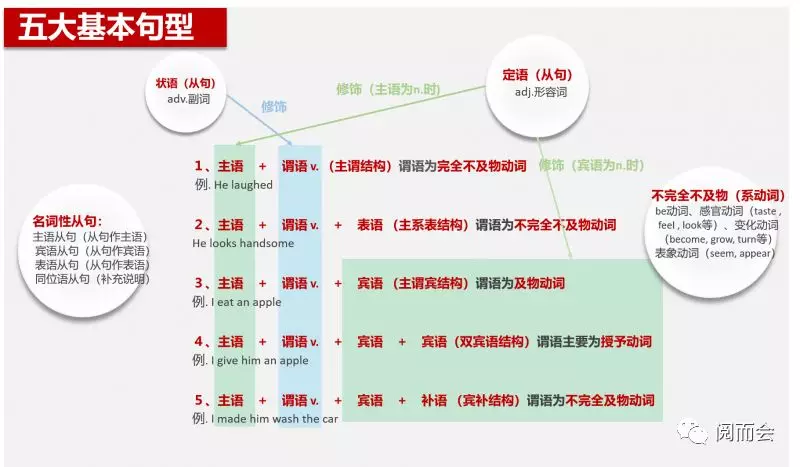 五大基本句型
状语（从句）
adv.副词
修饰
修饰（主语为n.时)
定语（从句）
adj.形容词
修饰（宾语为n.时）
1、主语 + 谓语 v. （主谓结构）谓语为完全不及物动词
例. He laughed
2、主语 + 谓语 v. + 表语（主系表结构）谓语为不完全不及物动词
He looks handsome
3、主语 + 谓语 v. + 宾语（主谓宾结构）谓语为及物动词
例. I eat an apple
4、主语 + 谓语 v. + 宾语 + 宾语（双宾语结构）谓语主要为授予动词
例. I give him an apple
5、主语 + 谓语 v. + 宾语 + 补语 （宾补结构）谓语为不完全及物动词
例. I made him wash the car
名词性从句：
主语从句（从句作主语）
宾语从句（从句作宾语）
表语从句（从句作表语）
同位语从句（补充说明）
不完全不及物（系动词）
be动词、感言动词（taste ,
feel , look等）、变化动词
（become, grow, turn等）
表象动词（seem, appear）
阅而会